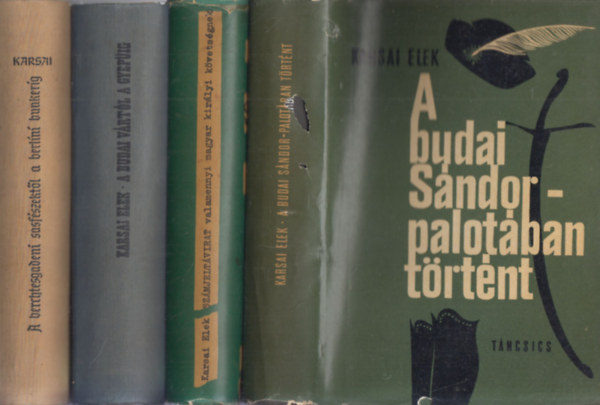 KARSAI
A berchtesgadeni sasfészektől a berlini bunkerig
KARSAI ELEK · A BUDAI VÁRTÓL A GYEPŰIG
Karsai Elek SZÁMJELTÁVIRAT valamennyi magyar királyi követségnek
KARSAI ELEK · A BUDAI SÁNDOR-PALOTÁBAN TÖRTÉNT
KARSAI ELEK
A
budai
Sándor-
palotában
történt
TÁNCSICS